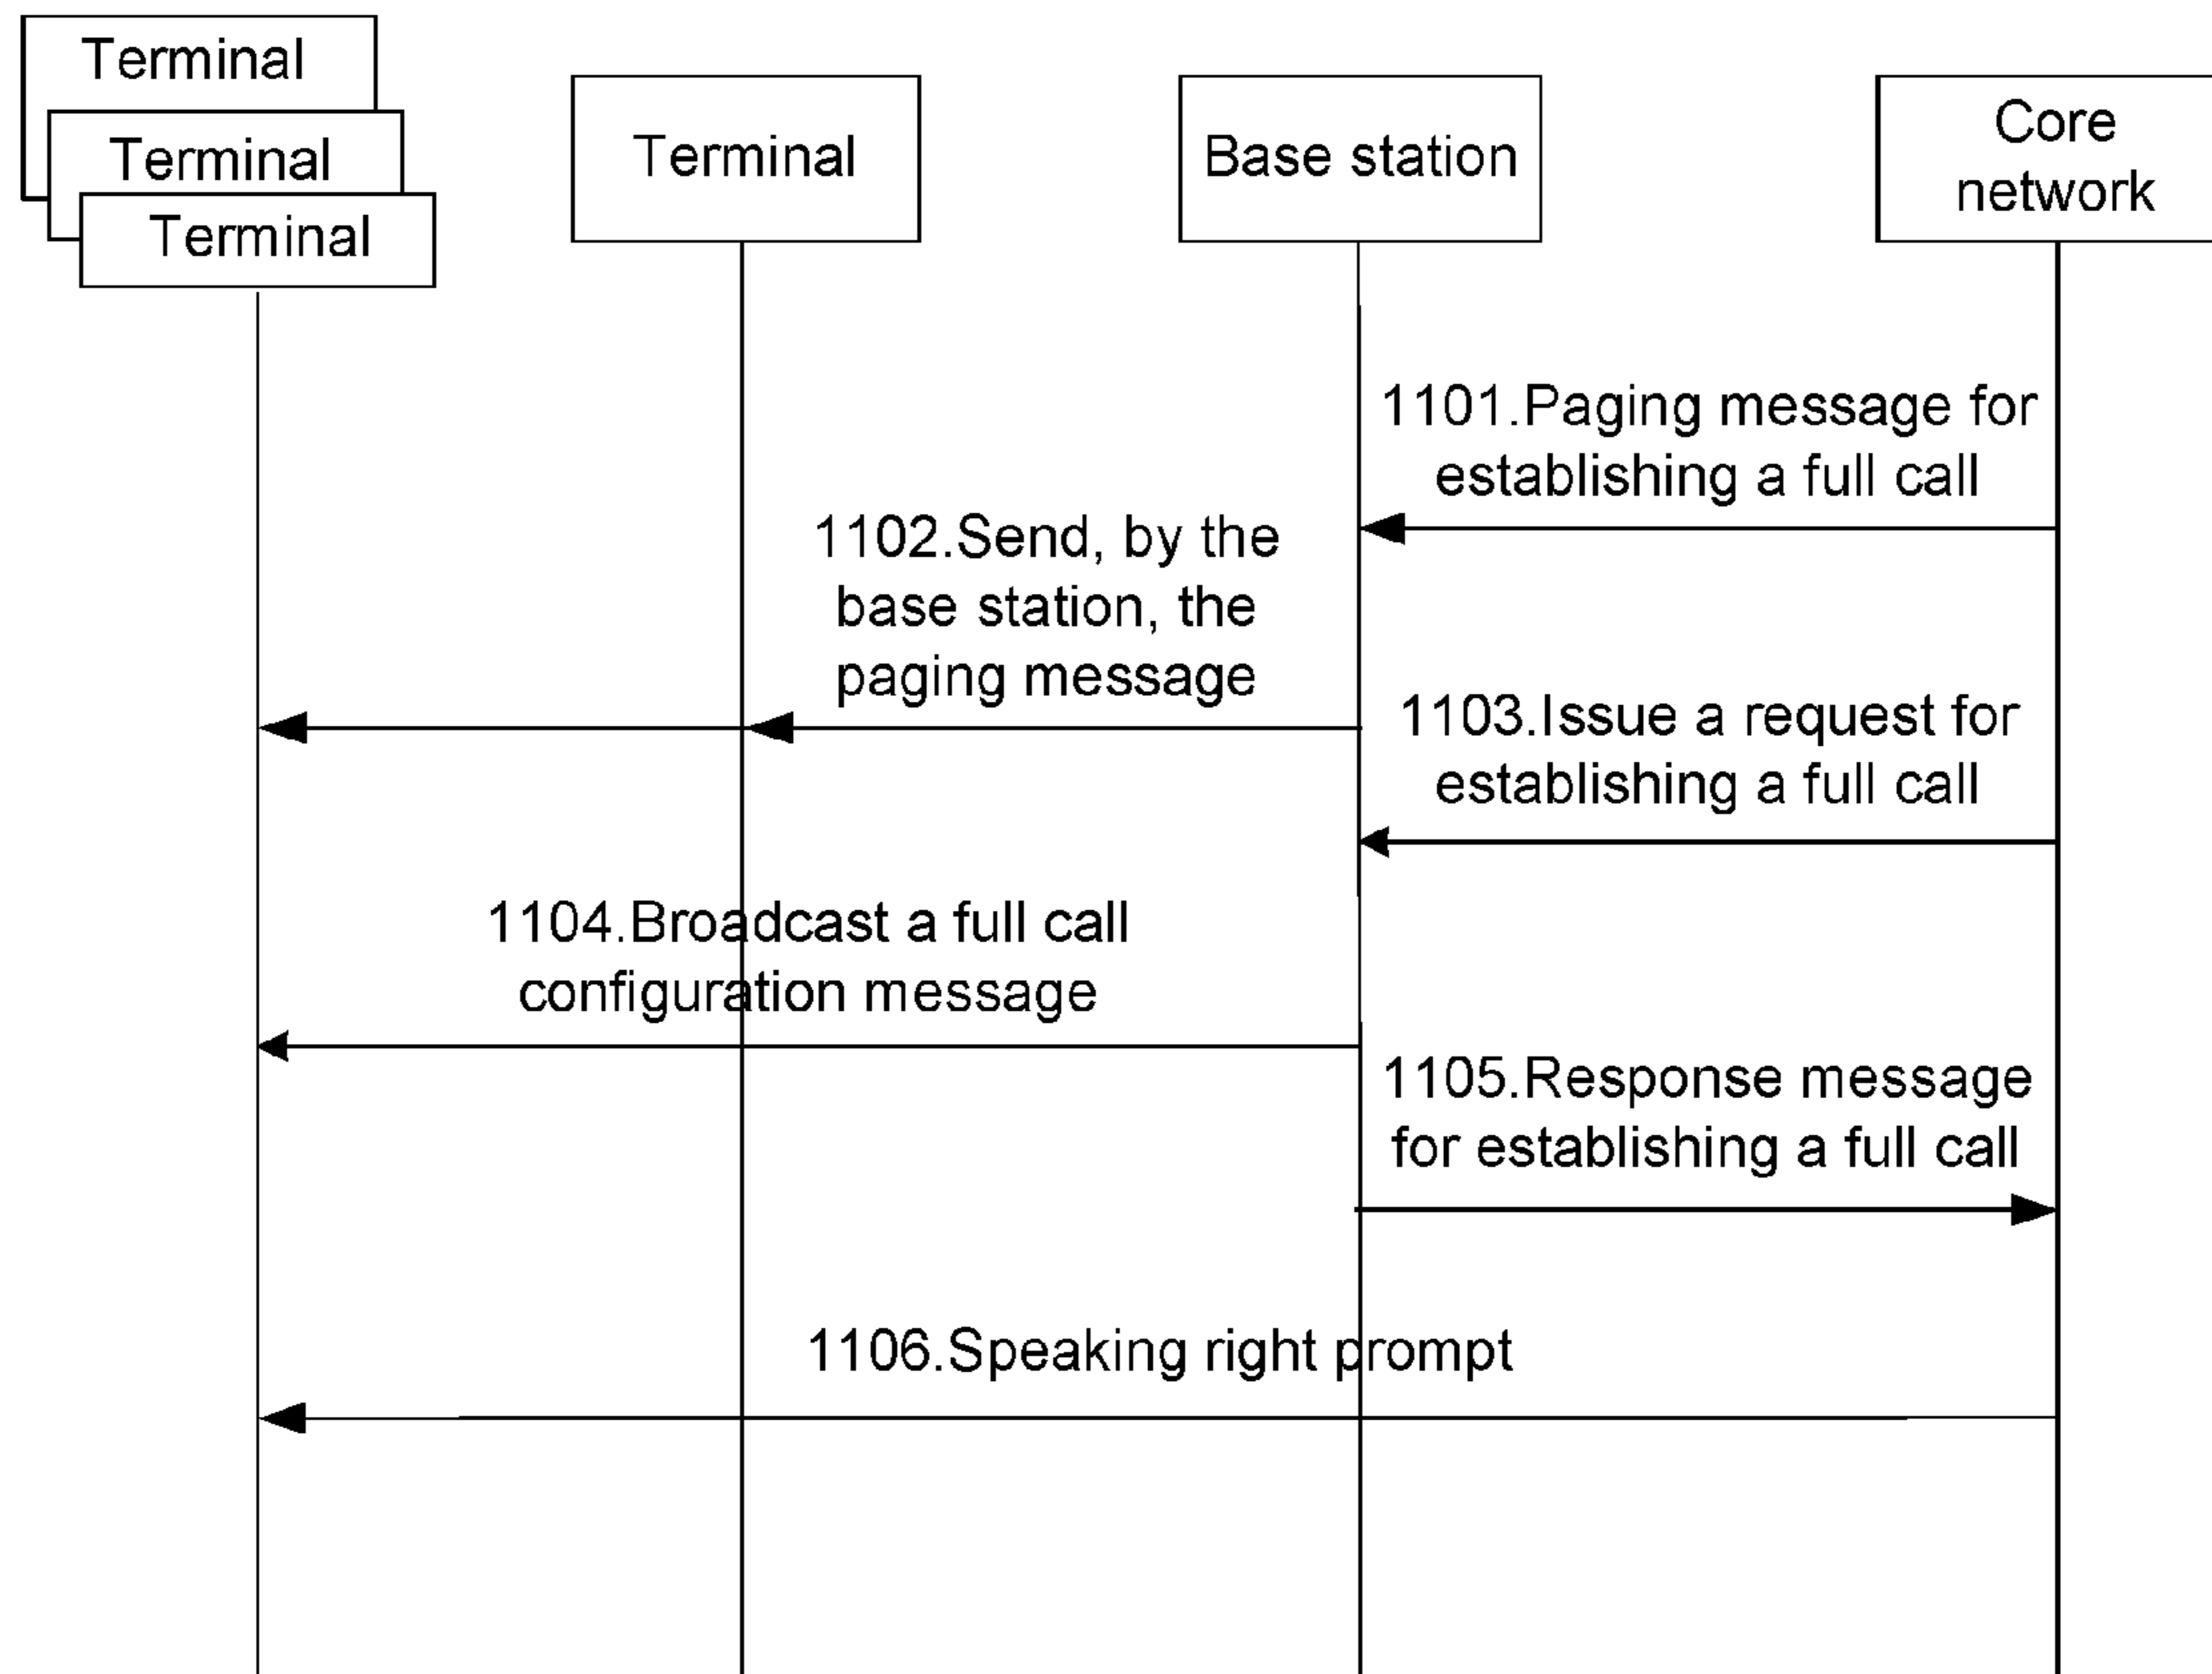 Terminal
Terminal
Terminal
Terminal
Base station
Core
network
1101.Paging message for
establishing a full call
1102.Send, by the
base station, the
paging message
1103.Issue a request for
establishing a full call
1104.Broadcast a full call
configuration message
1105.Response message
for establishing a full call
1106.Speaking right prompt